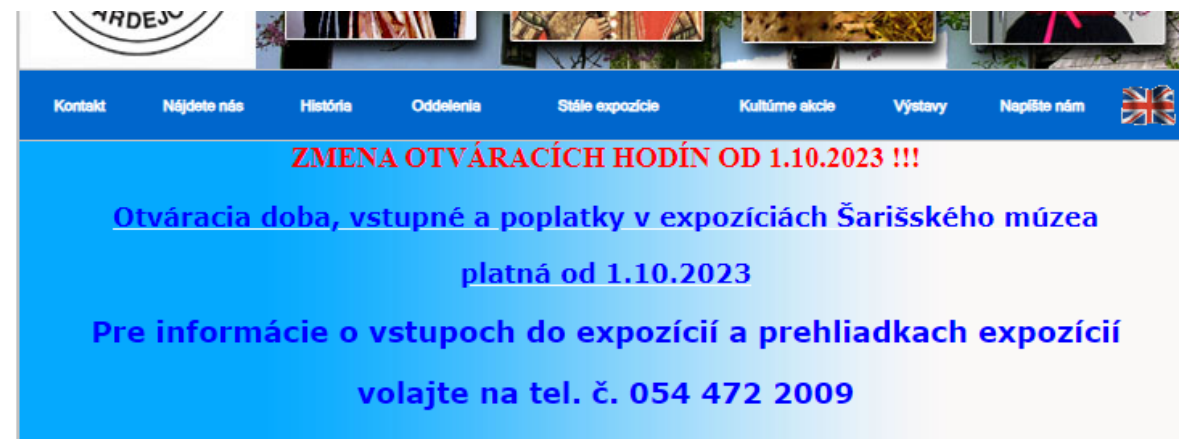 ARDEJO
Kontakt Nájdete nás História Oddelenia Stále expozície Kultúrne akcie Výstavy Napíšte nám
ZMENA OTVÁRACÍCH HODÍN OD 1.10.2023 !!!
Otváracia doba, vstupné a poplatky v expozíciách Šarišského múzea
platná od 1.10.2023
Pre informácie o vstupoch do expozícií a prehliadkach expozícií
volajte na tel. č. 054 472 2009